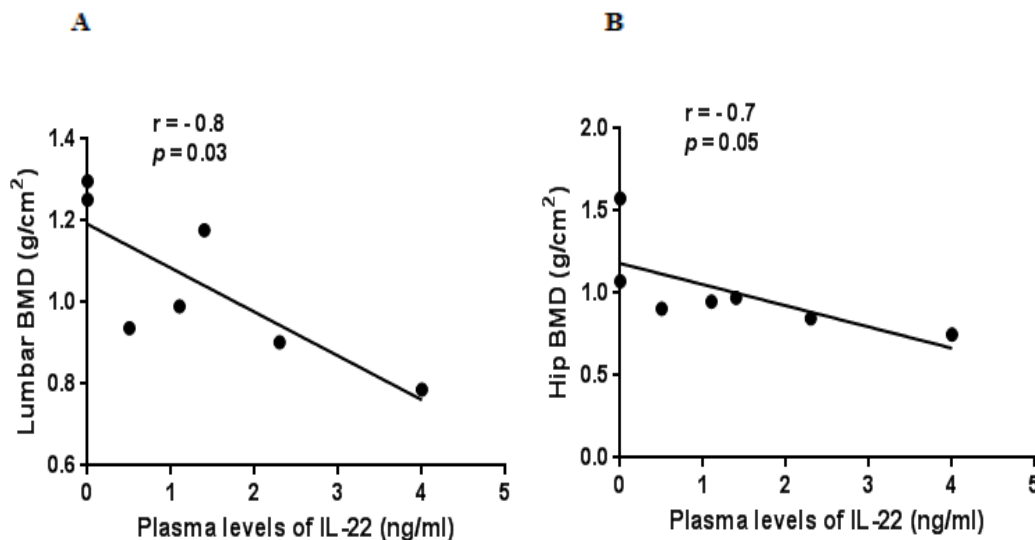 A
r = - 0.8
p = 0.03
1.4
1.2
1.0
0.8
0.6
Lumbar BMD (g/cm²)
0 1 2 3 4 5
Plasma levels of IL-22 (ng/ml)
B
r = - 0.7
p = 0.05
2.0
1.5
1.0
0.5
0.0
Hip BMD (g/cm²)
0 1 2 3 4 5
Plasma levels of IL-22 (ng/ml)